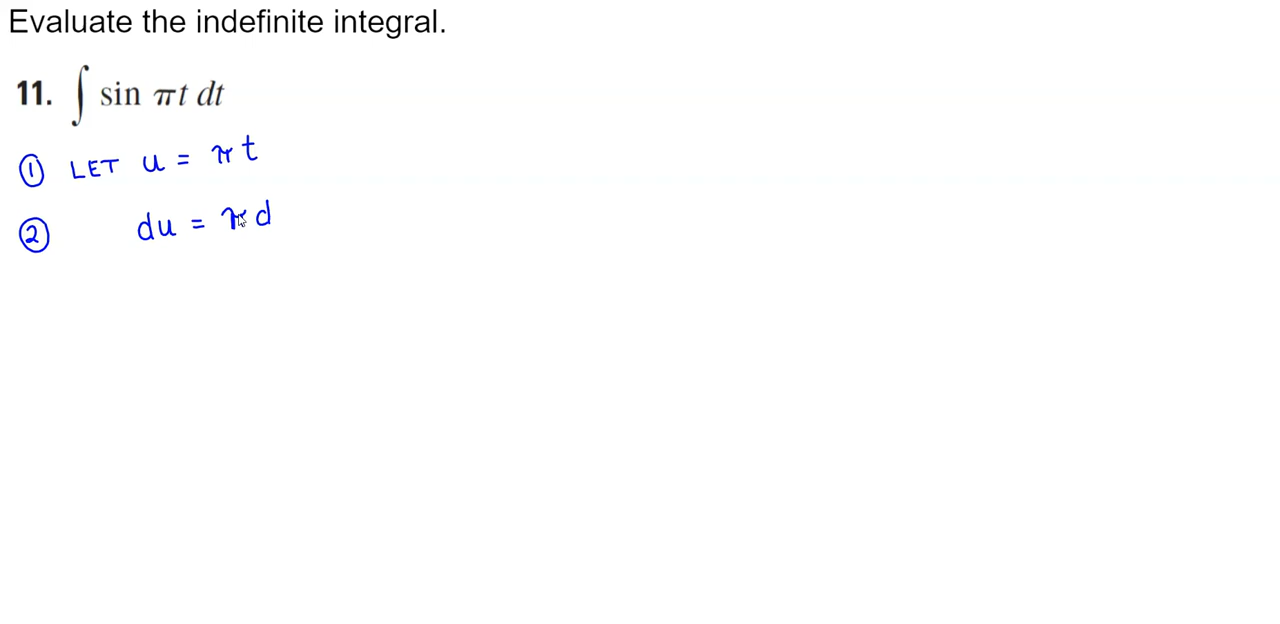 Evaluate the indefinite integral.
11. ∫ sin πt dt
① LET u = πt
② du = πd